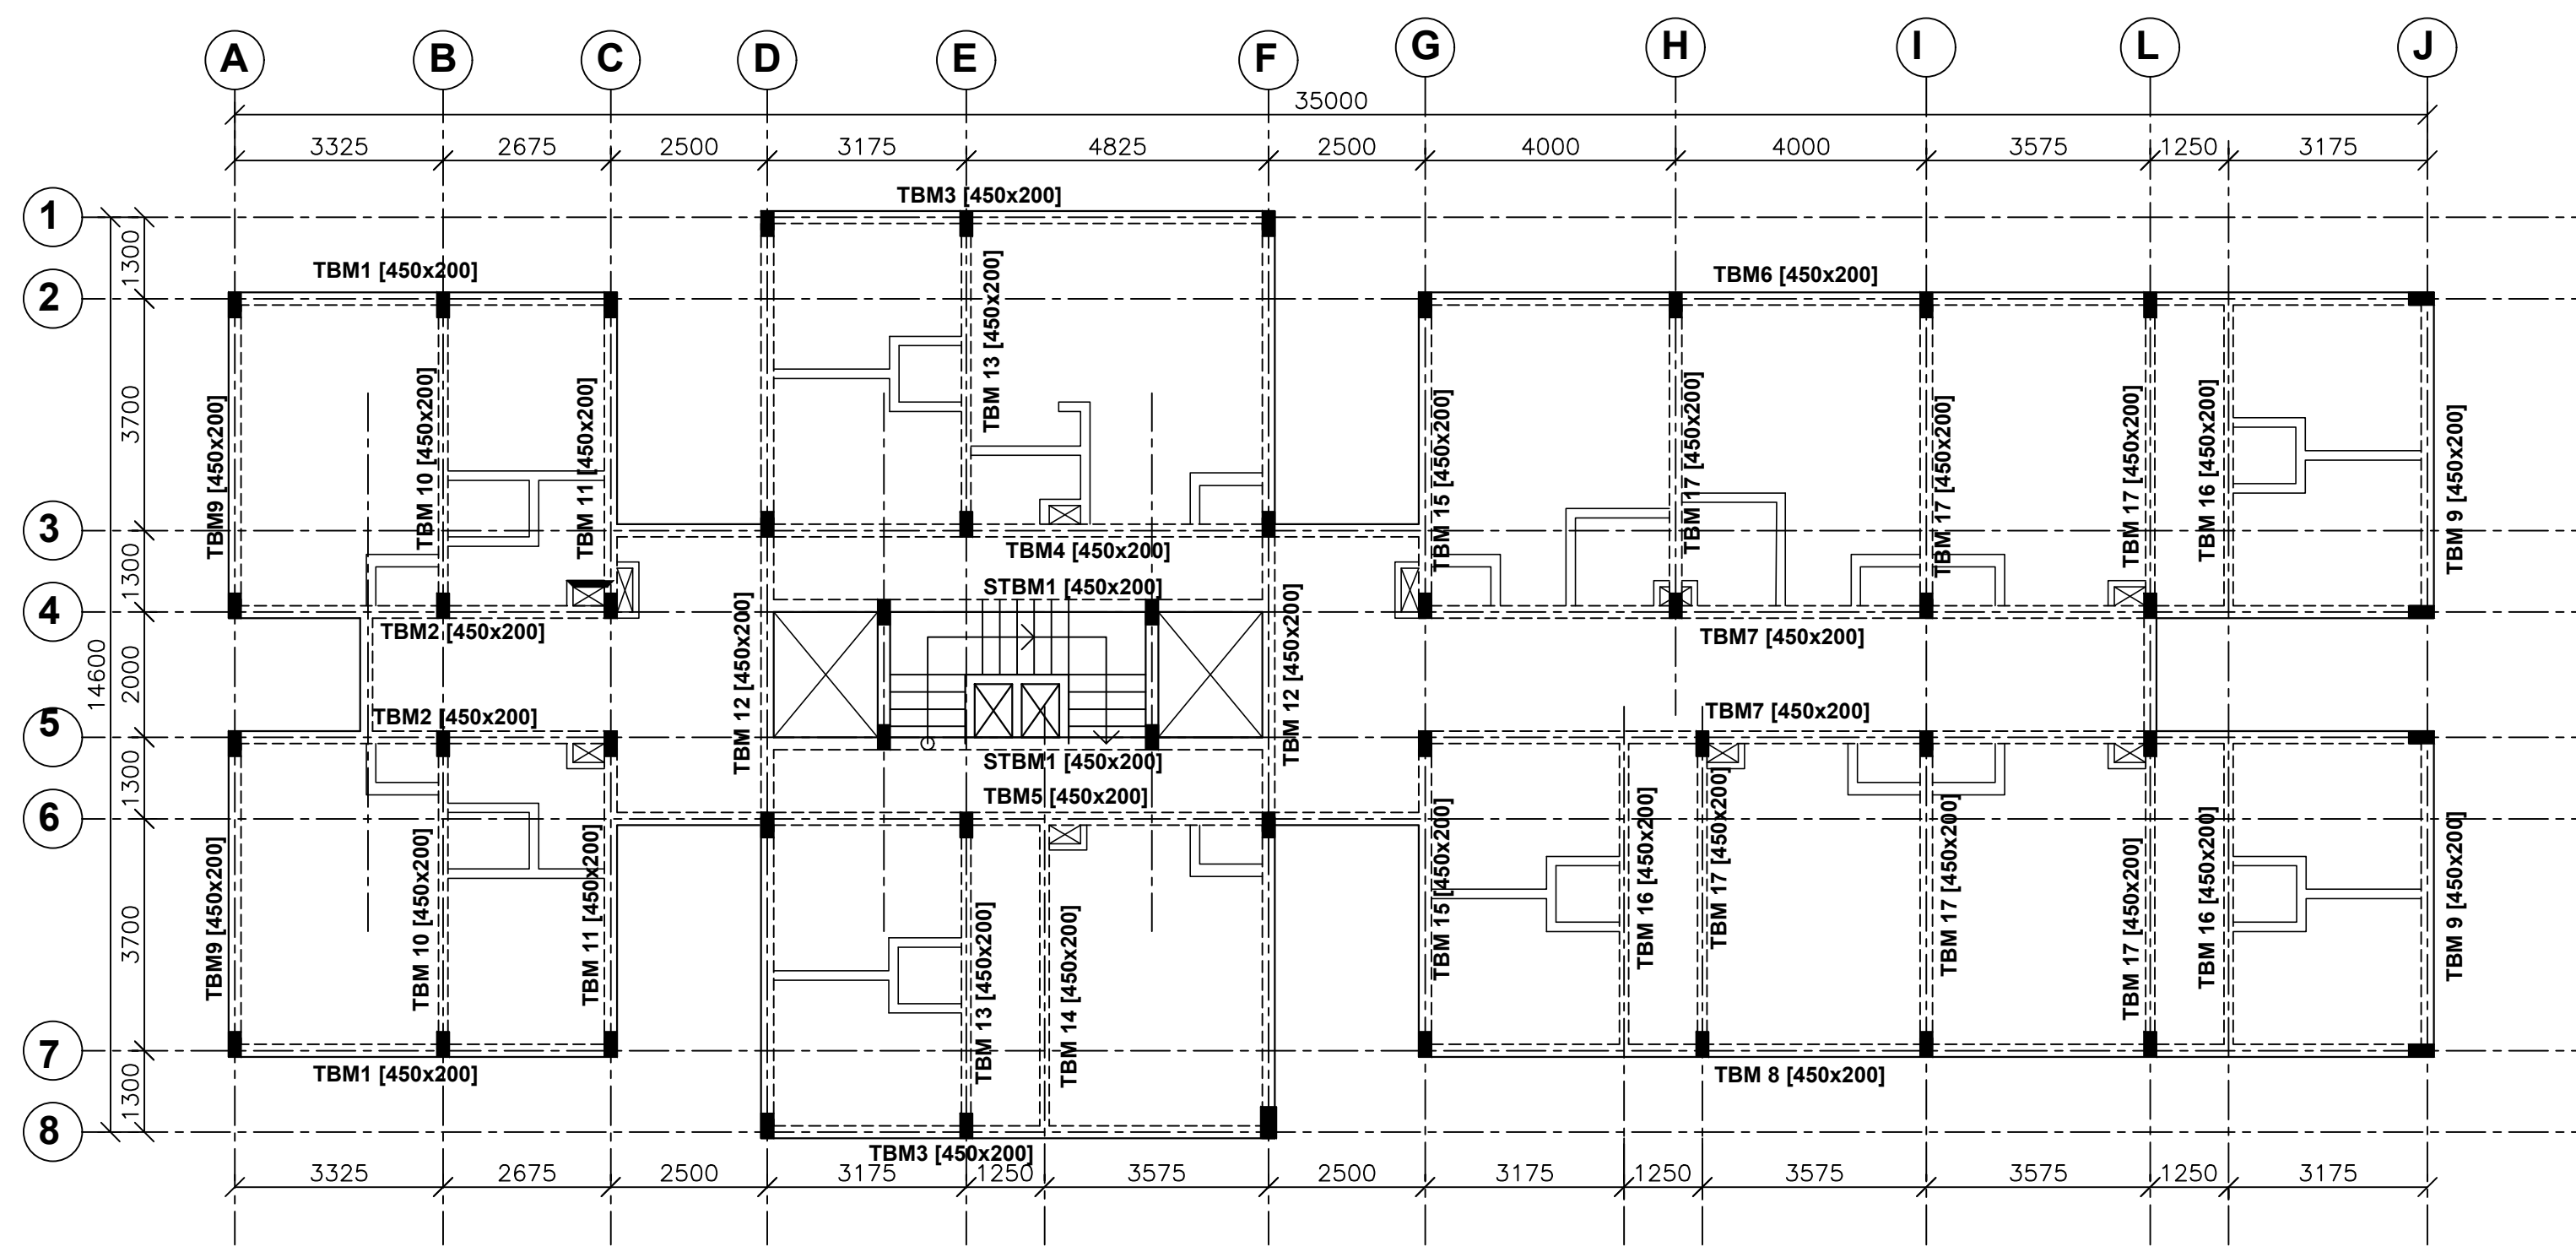 A B C D E F G H I L J
35000
3325 2675 2500 3175 4825 2500 4000 4000 3575 1250 3175
1
2
3
4
5
6
7
8
1300
3700
1300
2000
1300
3700
1300
14600
TBM3 [450x200]
TBM1 [450x200]
TBM6 [450x200]
TBM9 [450x200]
TBM 10 [450x200]
TBM 11 [450x200]
TBM 13 [450x200]
TBM 15 [450x200]
TBM 17 [450x200]
TBM 17 [450x200]
TBM 17 [450x200]
TBM 16 [450x200]
TBM 9 [450x200]
TBM4 [450x200]
STBM1 [450x200]
TBM2 [450x200]
TBM7 [450x200]
TBM 12 [450x200]
TBM 12 [450x200]
TBM2 [450x200]
TBM7 [450x200]
STBM1 [450x200]
TBM5 [450x200]
TBM9 [450x200]
TBM 10 [450x200]
TBM 11 [450x200]
TBM 13 [450x200]
TBM 14 [450x200]
TBM 15 [450x200]
TBM 16 [450x200]
TBM 17 [450x200]
TBM 17 [450x200]
TBM 17 [450x200]
TBM 16 [450x200]
TBM 9 [450x200]
TBM1 [450x200]
TBM 8 [450x200]
TBM3 [450x200]
3325 2675 2500 3175 1250 3575 2500 3175 1250 3575 3575 1250 3175